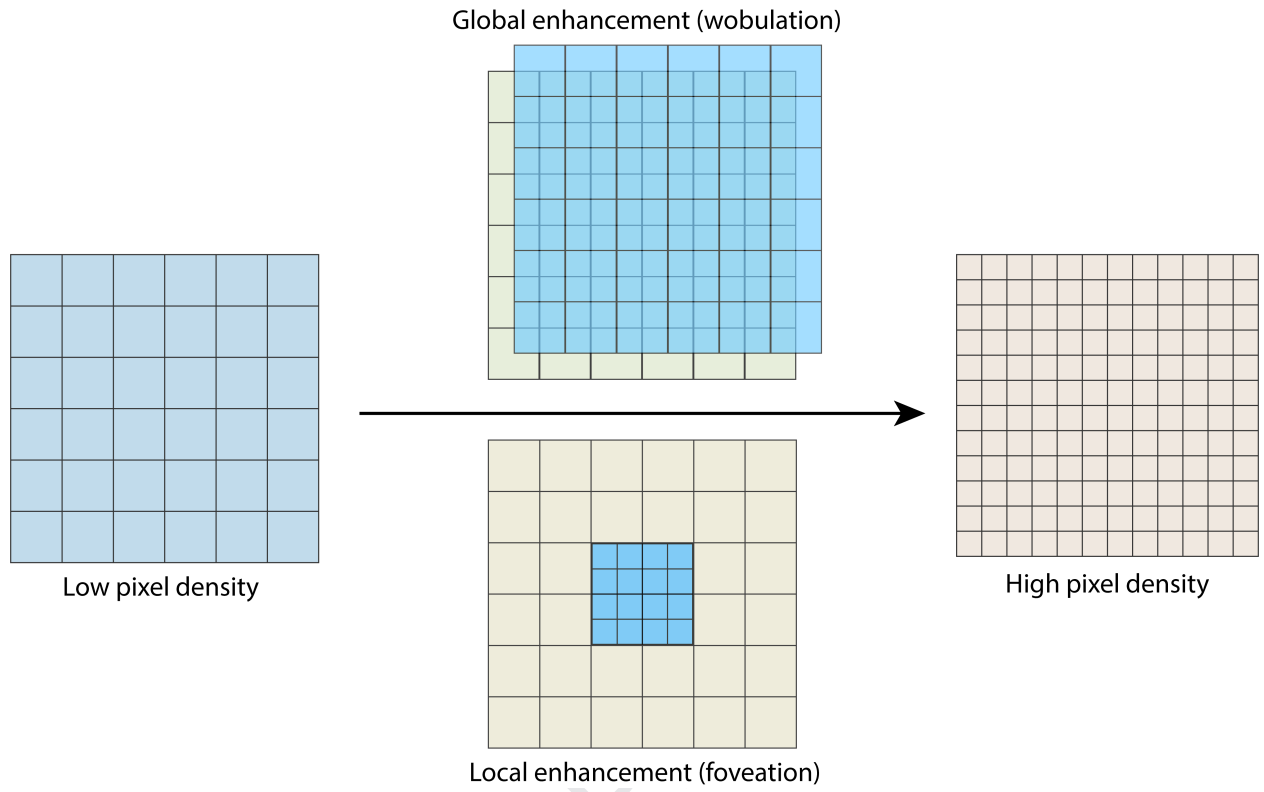 Global enhancement (wobulation)
Low pixel density
High pixel density
Local enhancement (foveation)